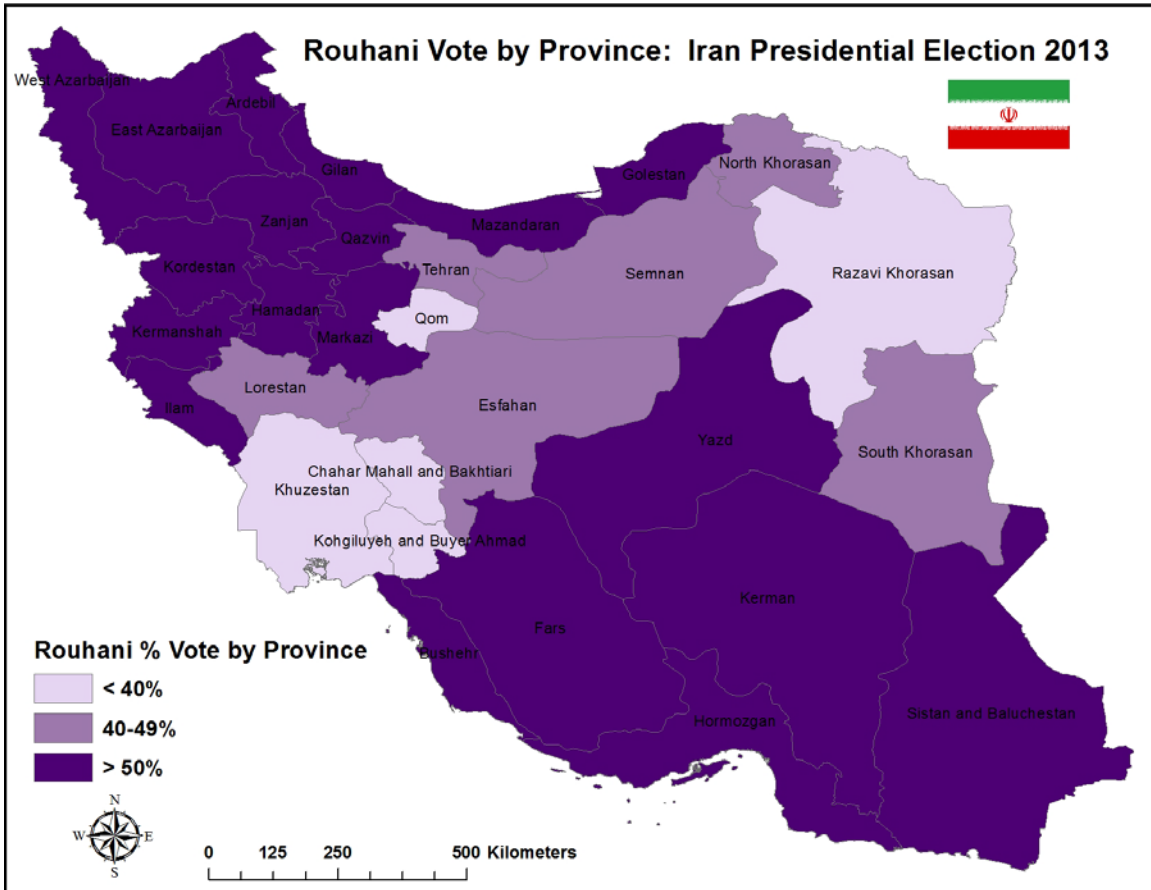 Rouhani Vote by Province: Iran Presidential Election 2013
West Azarbaijan
Ardebil
East Azarbaijan
Gilan
Golestan
North Khorasan
Mazandaran
Zanjan
Qazvin
Tehran
Semnan
Razavi Khorasan
Kordestan
Hamadan
Qom
Kermanshah
Markazi
Lorestan
Esfahan
Ilam
Yazd
South Khorasan
Chahar Mahall and Bakhtiari
Khuzestan
Kohgiluyeh and Buyer Ahmad
Kerman
Fars
Bushehr
Sistan and Baluchestan
Hormozgan
Rouhani % Vote by Province
< 40%
40-49%
> 50%
N
W E
S
0 125 250 500 Kilometers